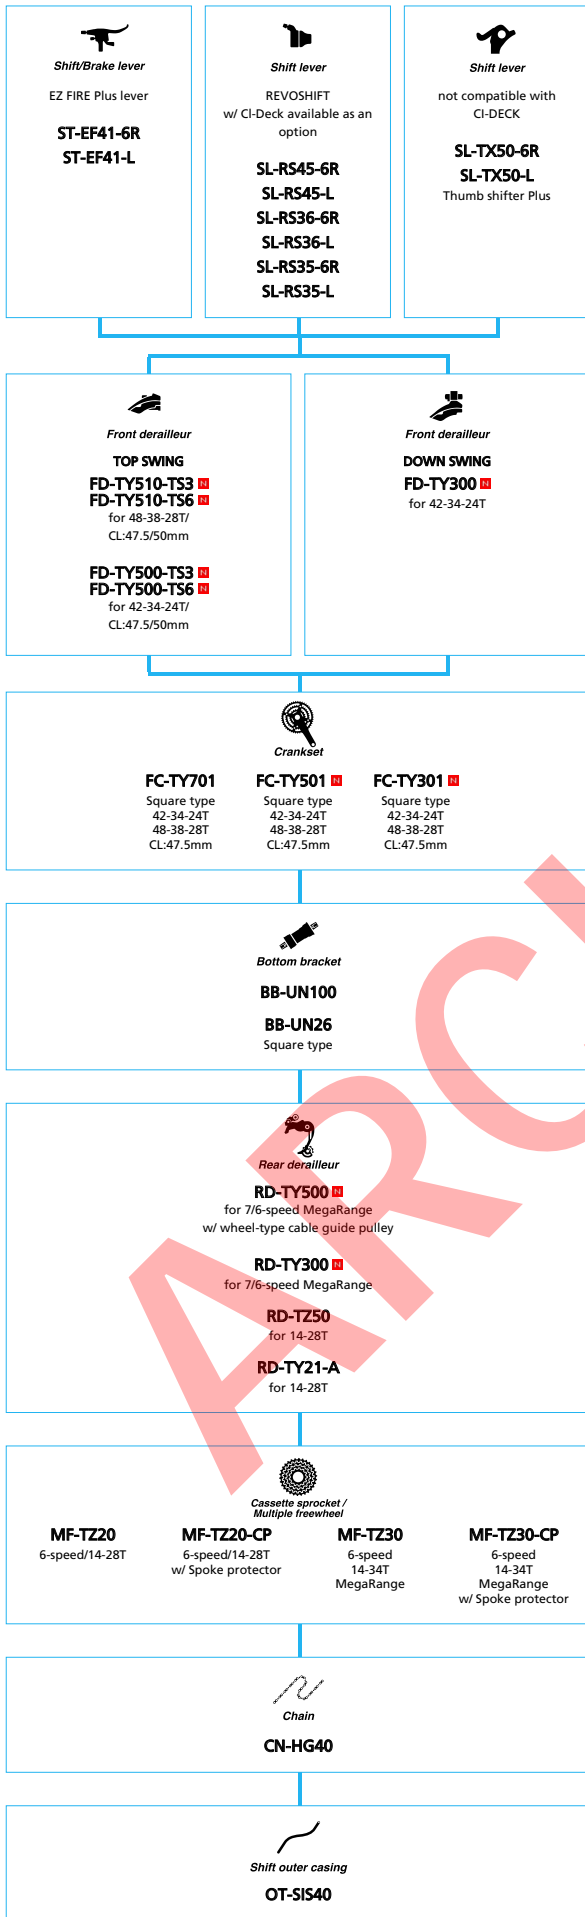 Shift/Brake lever
EZ FIRE Plus lever
ST-EF41-6R
ST-EF41-L
Shift lever
REVOSHIFT
w/ CI-Deck available as an
option
SL-RS45-6R
SL-RS45-L
SL-RS36-6R
SL-RS36-L
SL-RS35-6R
SL-RS35-L
Shift lever
not compatible with
CI-DECK
SL-TX50-6R
SL-TX50-L
Thumb shifter Plus
Front derailleur
TOP SWING
FD-TY510-TS3 N
FD-TY510-TS6 N
for 48-38-28T/
CL:47.5/50mm
FD-TY500-TS3 N
FD-TY500-TS6 N
for 42-34-24T/
CL:47.5/50mm
Front derailleur
DOWN SWING
FD-TY300 N
for 42-34-24T
Crankset
FC-TY701
Square type
42-34-24T
48-38-28T
CL:47.5mm
FC-TY501 N
Square type
42-34-24T
48-38-28T
CL:47.5mm
FC-TY301 N
Square type
42-34-24T
48-38-28T
CL:47.5mm
Bottom bracket
BB-UN100
BB-UN26
Square type
Rear derailleur
RD-TY500 N
for 7/6-speed MegaRange
w/ wheel-type cable guide pulley
RD-TY300 N
for 7/6-speed MegaRange
RD-TZ50
for 14-28T
RD-TY21-A
for 14-28T
Cassette sprocket /
Multiple freewheel
MF-TZ20
6-speed/14-28T
MF-TZ20-CP
6-speed/14-28T
w/ Spoke protector
MF-TZ30
6-speed
14-34T
MegaRange
MF-TZ30-CP
6-speed
14-34T
MegaRange
w/ Spoke protector
Chain
CN-HG40
Shift outer casing
OT-SIS40